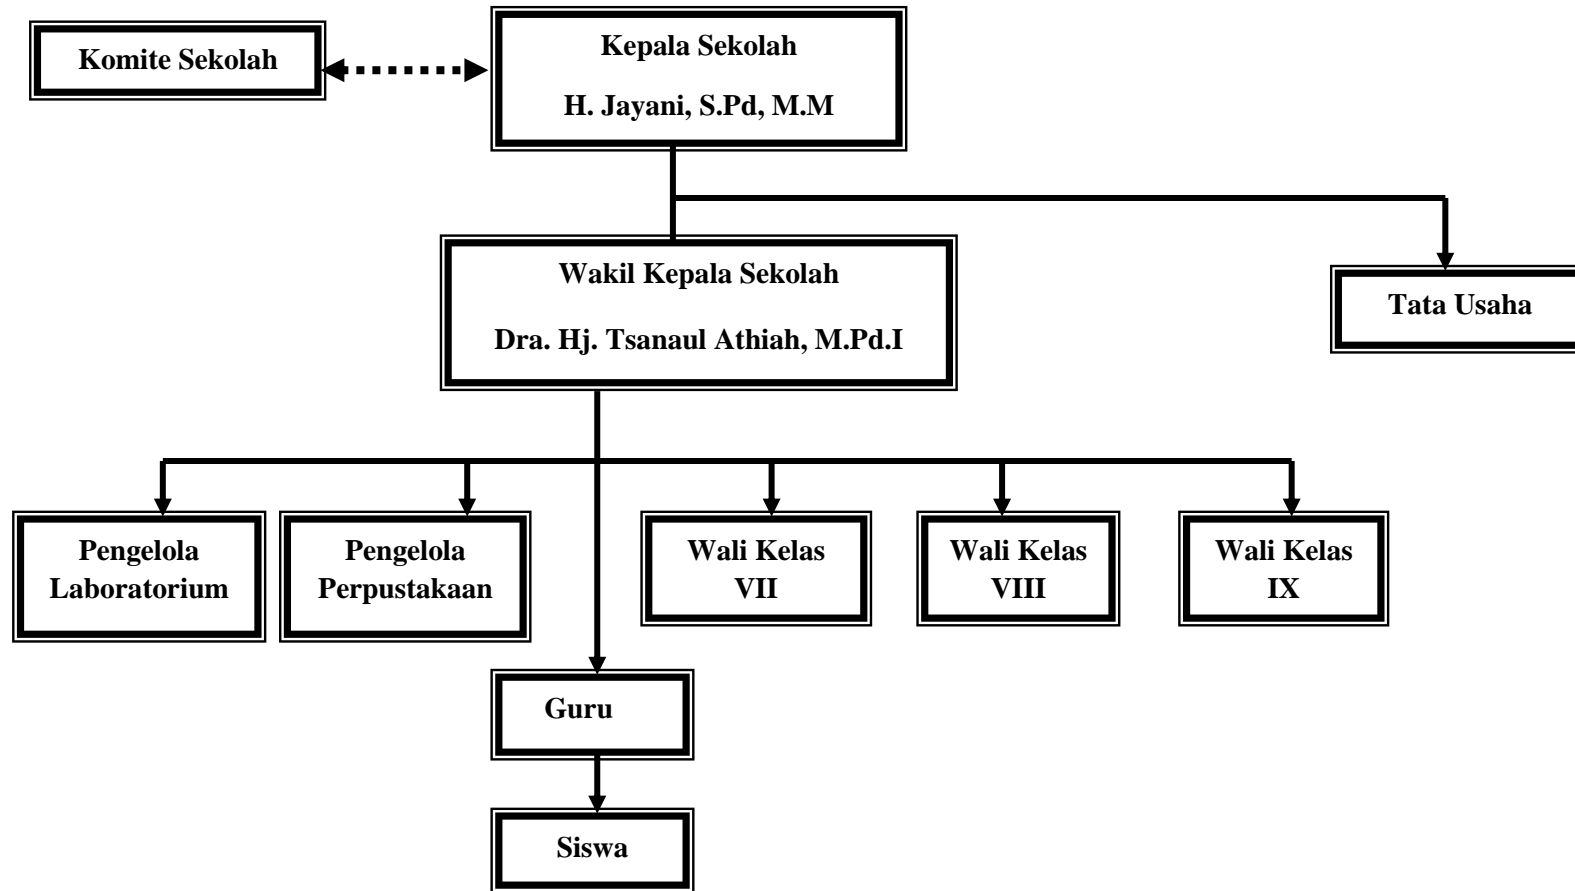 Komite Sekolah
Kepala Sekolah
H. Jayani, S.Pd, M.M
Wakil Kepala Sekolah
Dra. Hj. Tsanaul Athiah, M.Pd.I
Tata Usaha
Pengelola
Laboratorium
Pengelola
Perpustakaan
Wali Kelas
VII
Wali Kelas
VIII
Wali Kelas
IX
Guru
Siswa